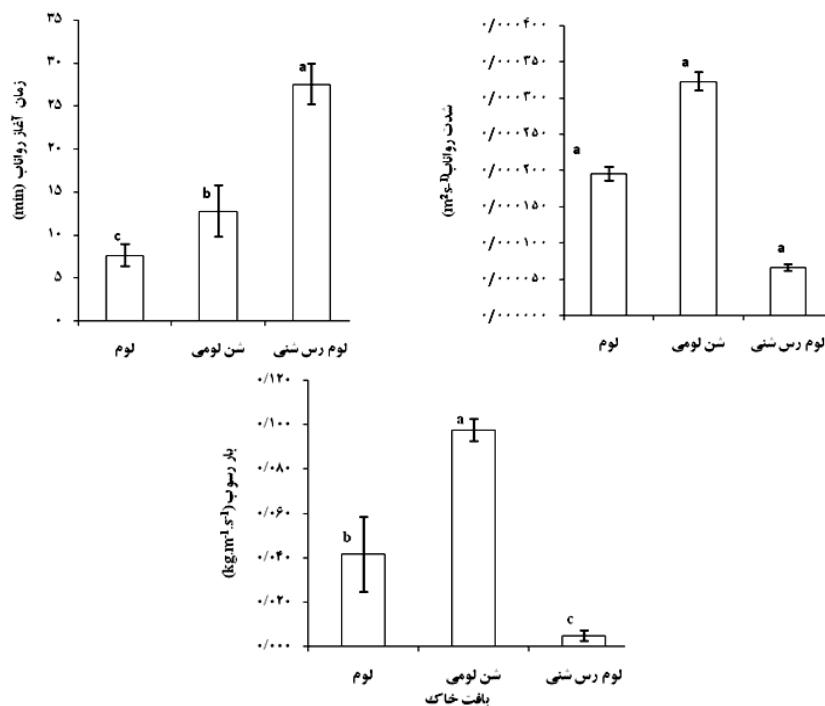 زمان آغاز رواناب (min)
۳۵
۳۰
۲۵
۲۰
۱۵
۱۰
۵
۰
c
b
a
لوم
شن لومی
لوم رس شنی
شدت رواناب(m²s⁻¹)
۰/۰۰۰۴۰۰
۰/۰۰۰۳۵۰
۰/۰۰۰۳۰۰
۰/۰۰۰۲۵۰
۰/۰۰۰۲۰۰
۰/۰۰۰۱۵۰
۰/۰۰۰۱۰۰
۰/۰۰۰۰۵۰
۰/۰۰۰۰۰۰
a
a
a
لوم
شن لومی
لوم رس شنی
بار رسوب (kg.m⁻¹.s⁻¹)
۰/۱۲۰
۰/۱۰۰
۰/۰۸۰
۰/۰۶۰
۰/۰۴۰
۰/۰۲۰
۰/۰۰۰
b
a
c
لوم
شن لومی
لوم رس شنی
بافت خاک